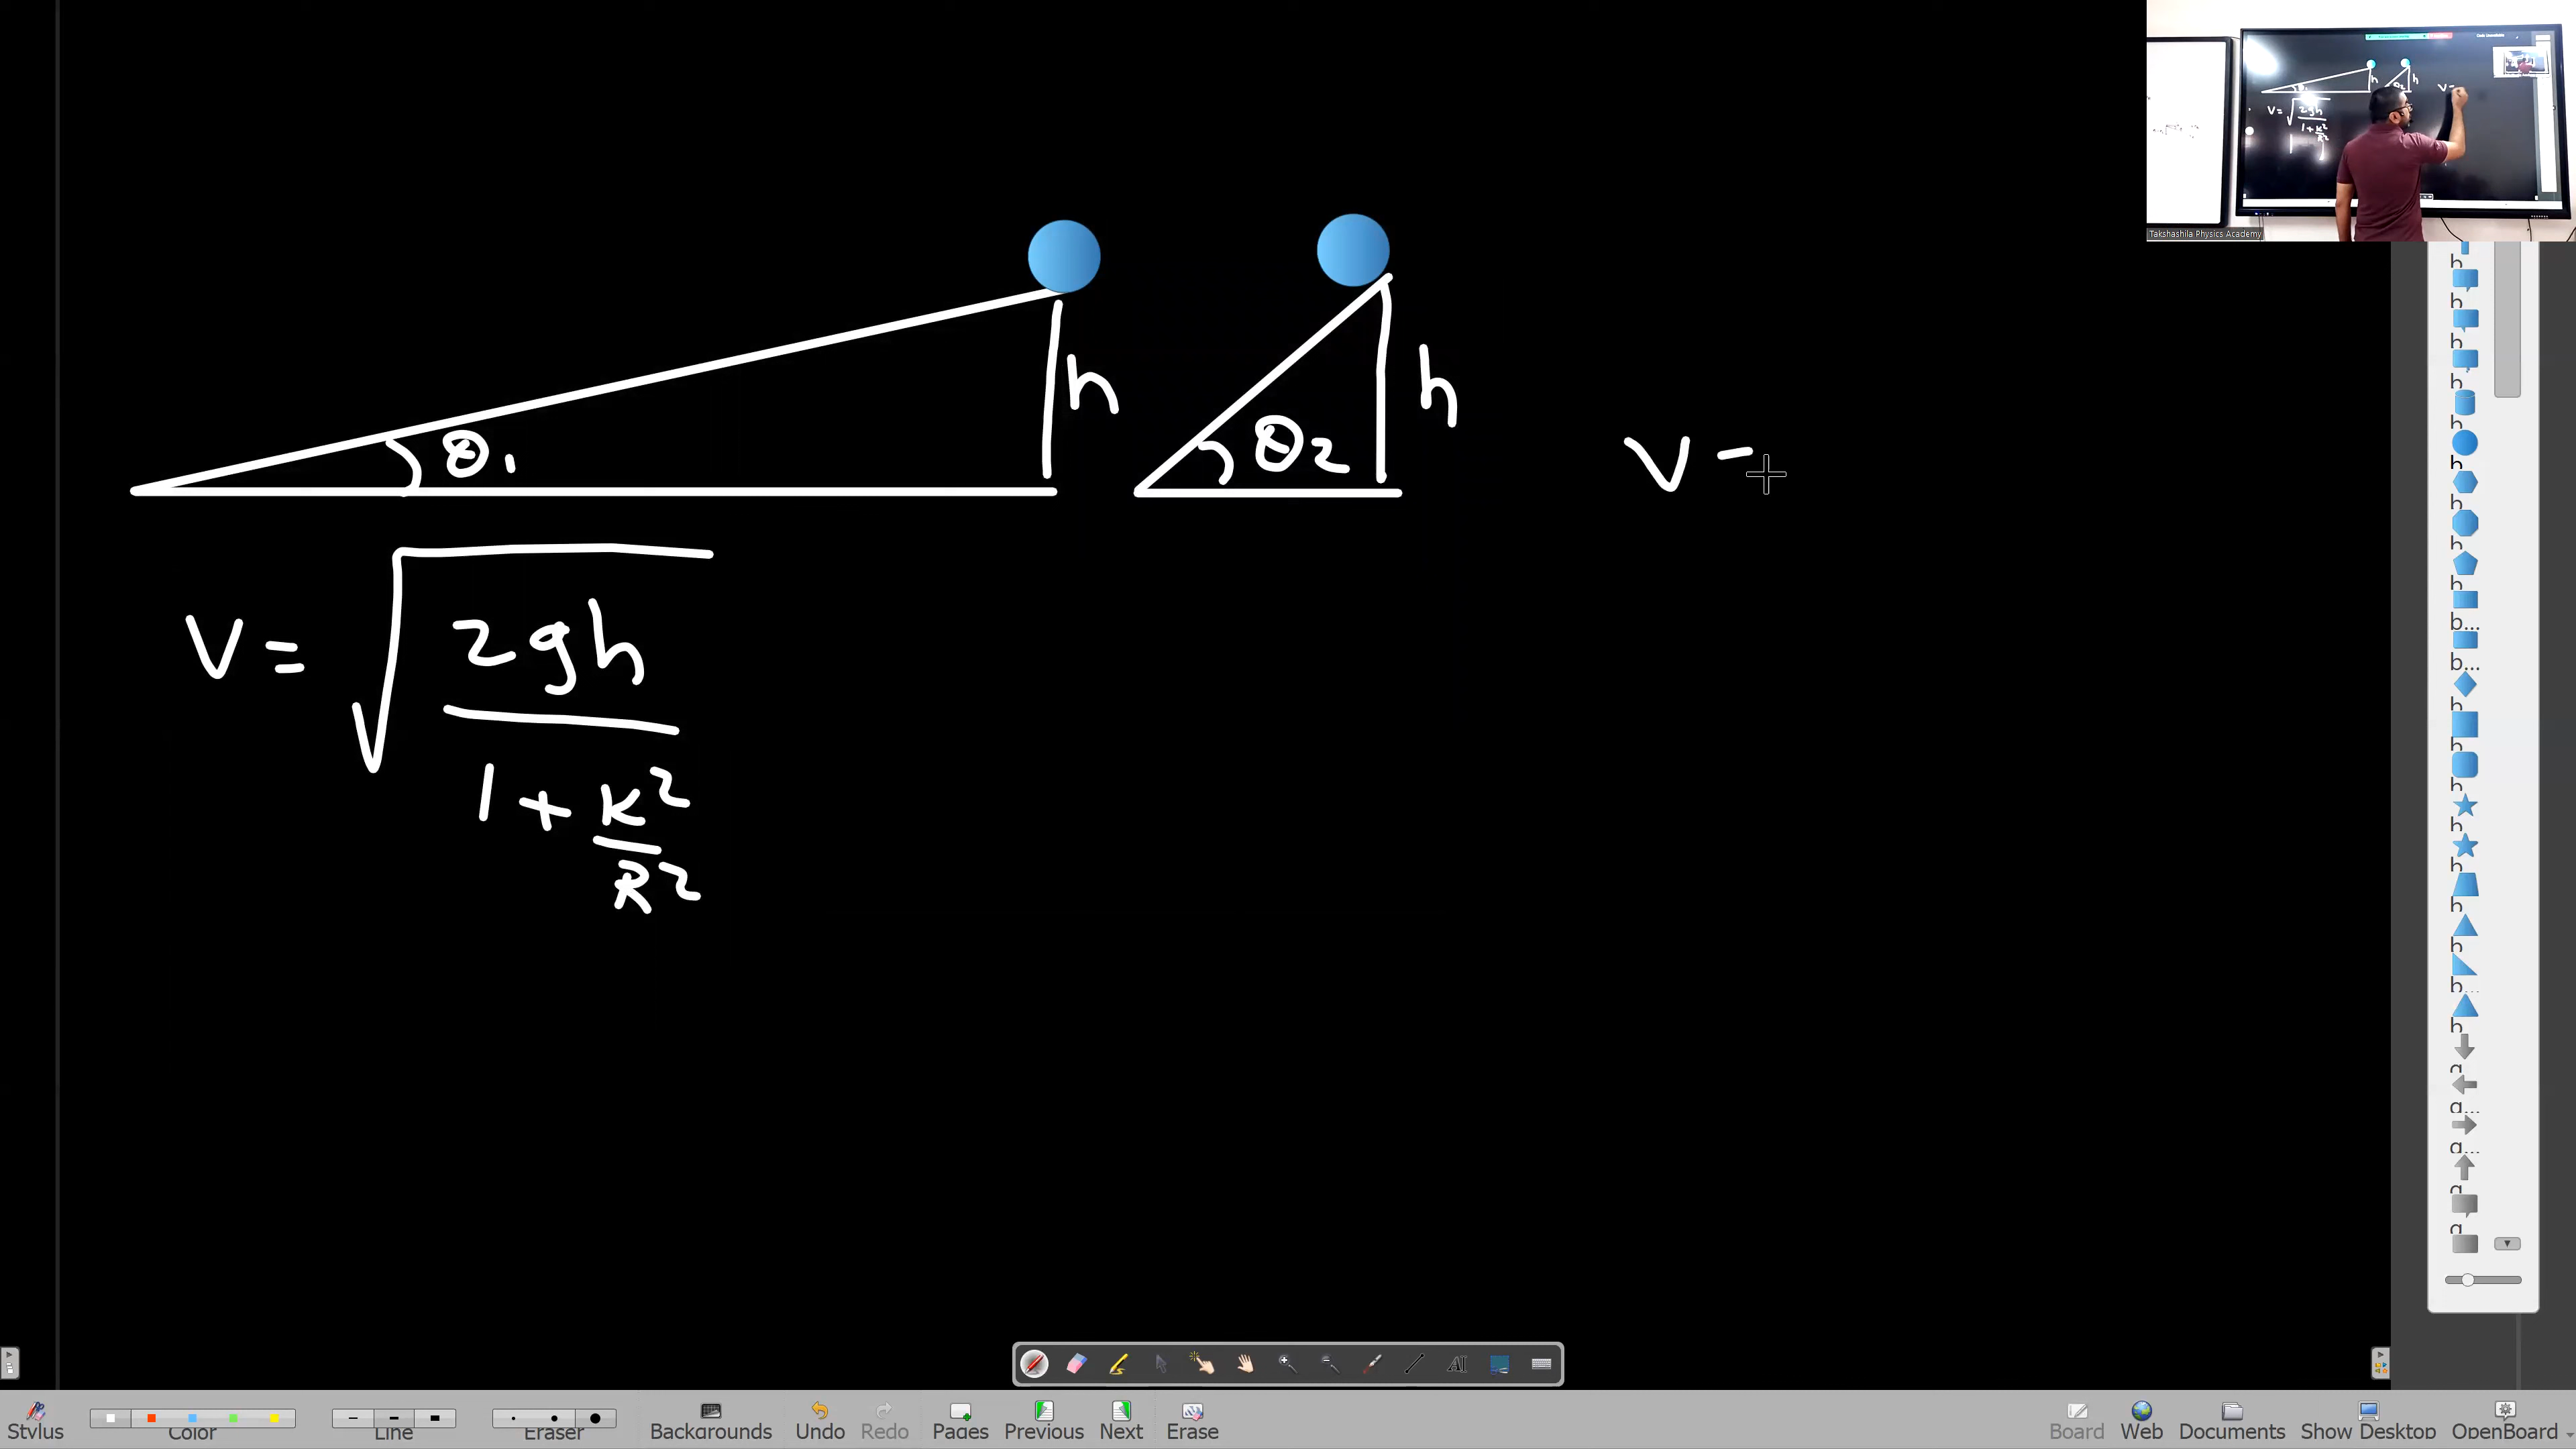 Takshashila Physics Academy
h
h
θ₁
θ₂
V =
V = √(2gh / (1 + K²/R²))
b
b
b
b
b
b
b
b
b
b...
b...
b
b
b
b
b
b
b
b...
b
a
a...
a...
a
a
Stylus
Color
Line
Eraser
Backgrounds
Undo
Redo
Pages
Previous
Next
Erase
Board
Web
Documents
Show Desktop
OpenBoard